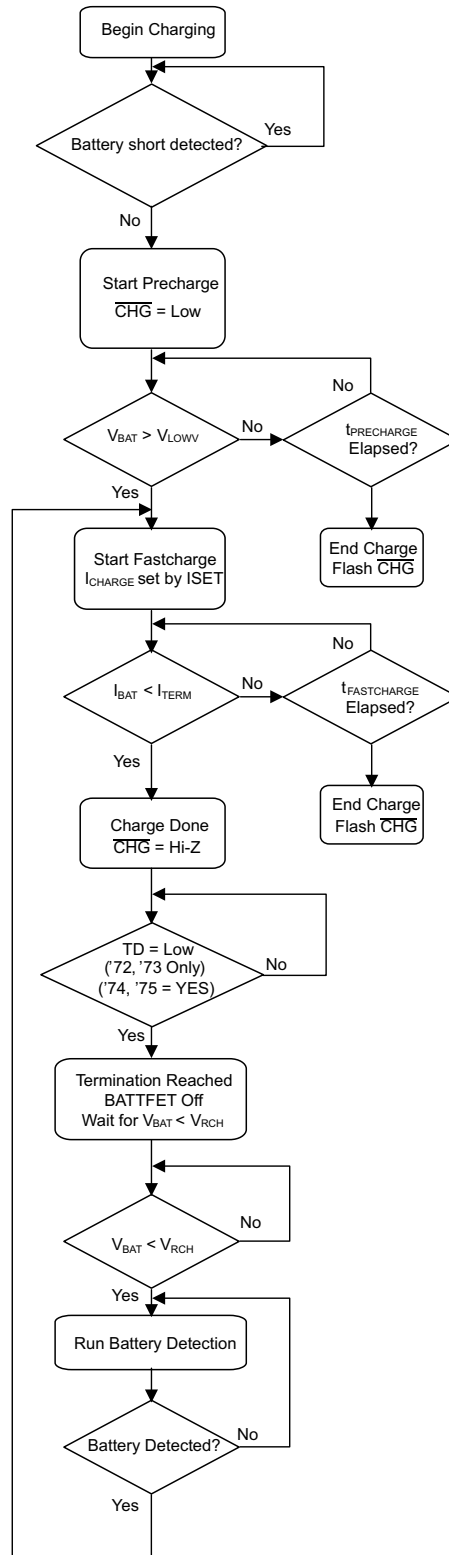 Begin Charging
Yes
Battery short detected?
No
Start Precharge
CHG = Low
No
VBAT > VLOWV
No
tPRECHARGE
Elapsed?
Yes
Start Fastcharge
ICHARGE set by ISET
End Charge
Flash CHG
No
IBAT < ITERM
No
tFASTCHARGE
Elapsed?
Yes
Charge Done
CHG = Hi-Z
End Charge
Flash CHG
TD = Low
('72, '73 Only)
('74, '75 = YES)
No
Yes
Termination Reached
BATTFET Off
Wait for VBAT < VRCH
VBAT < VRCH
No
Yes
Run Battery Detection
Battery Detected?
No
Yes